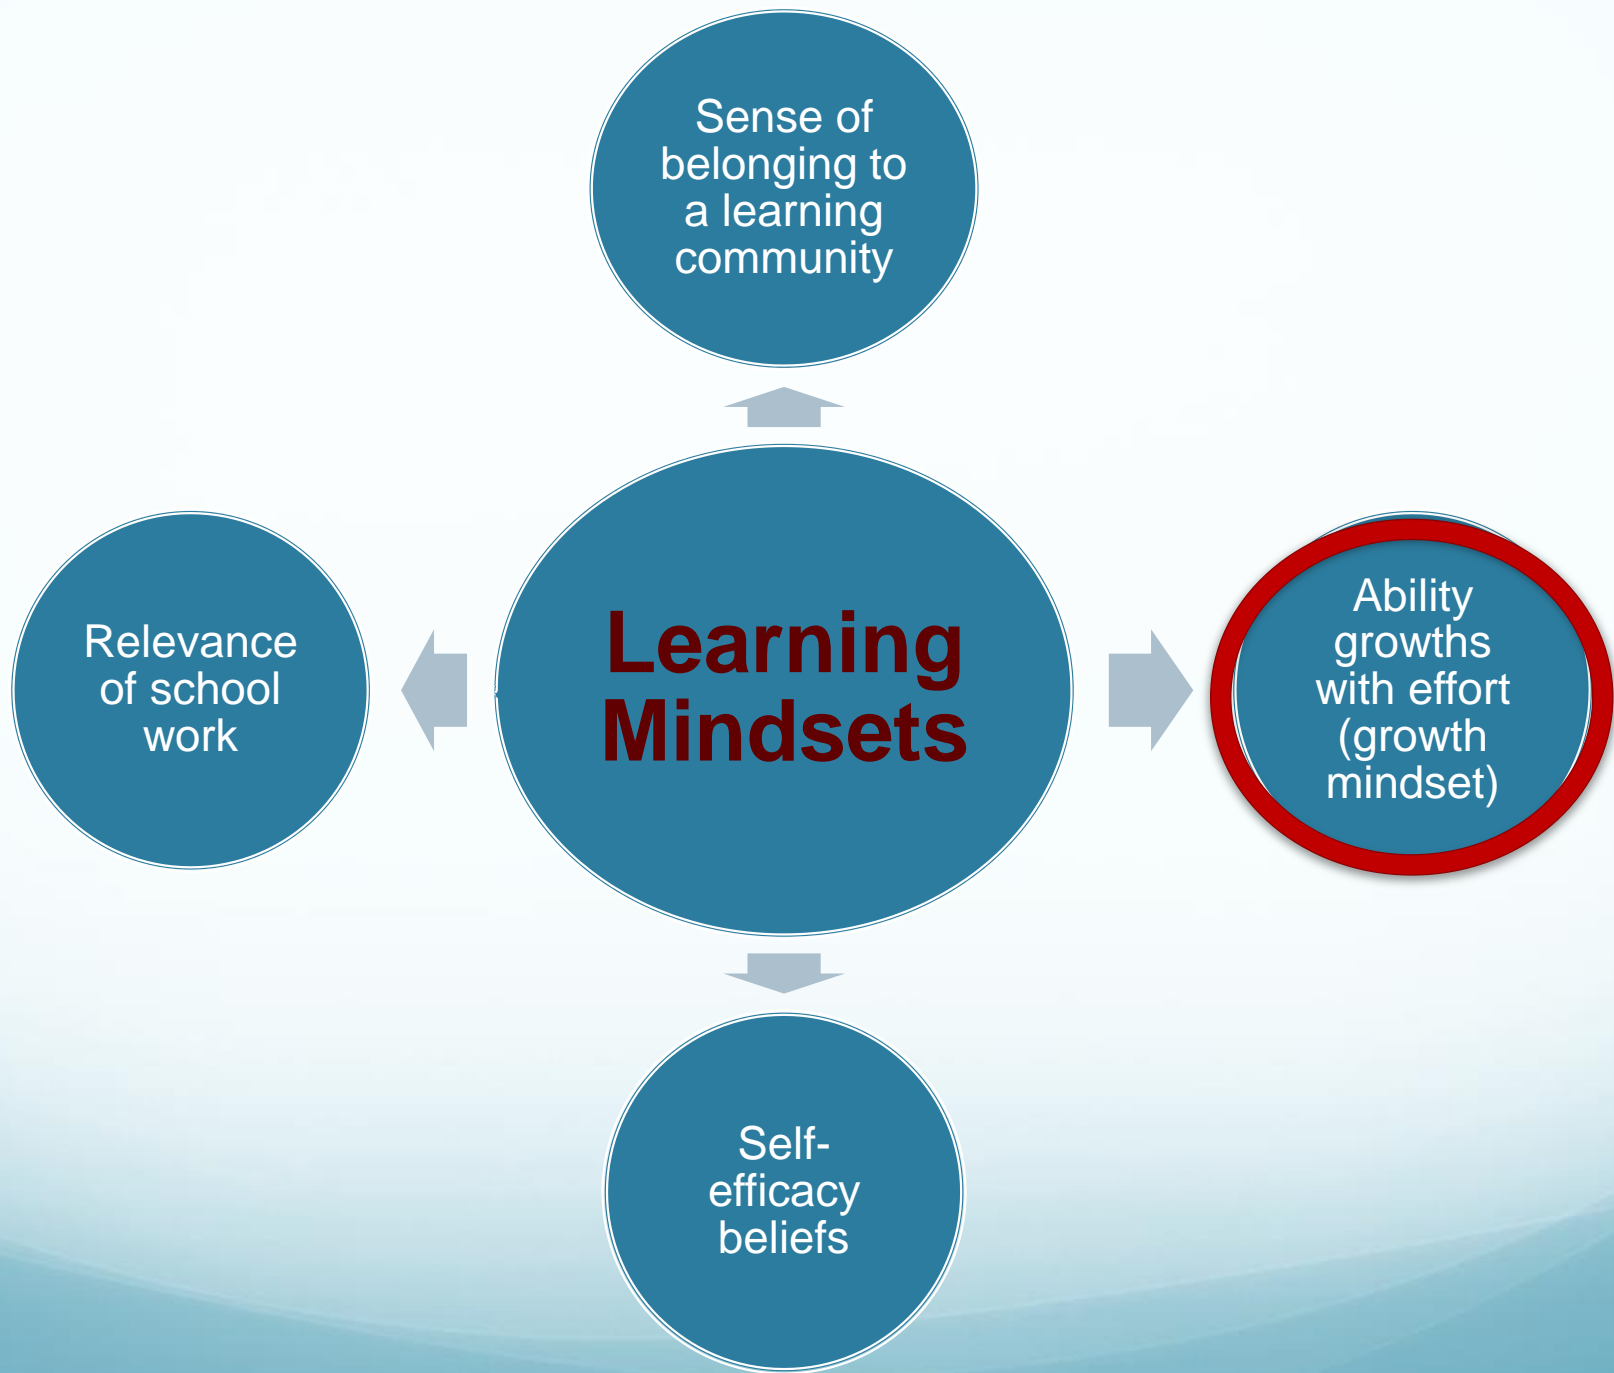 Sense of
belonging to
a learning
community
Relevance
of school
work
Learning
Mindsets
Ability
growths
with effort
(growth
mindset)
Self-
efficacy
beliefs